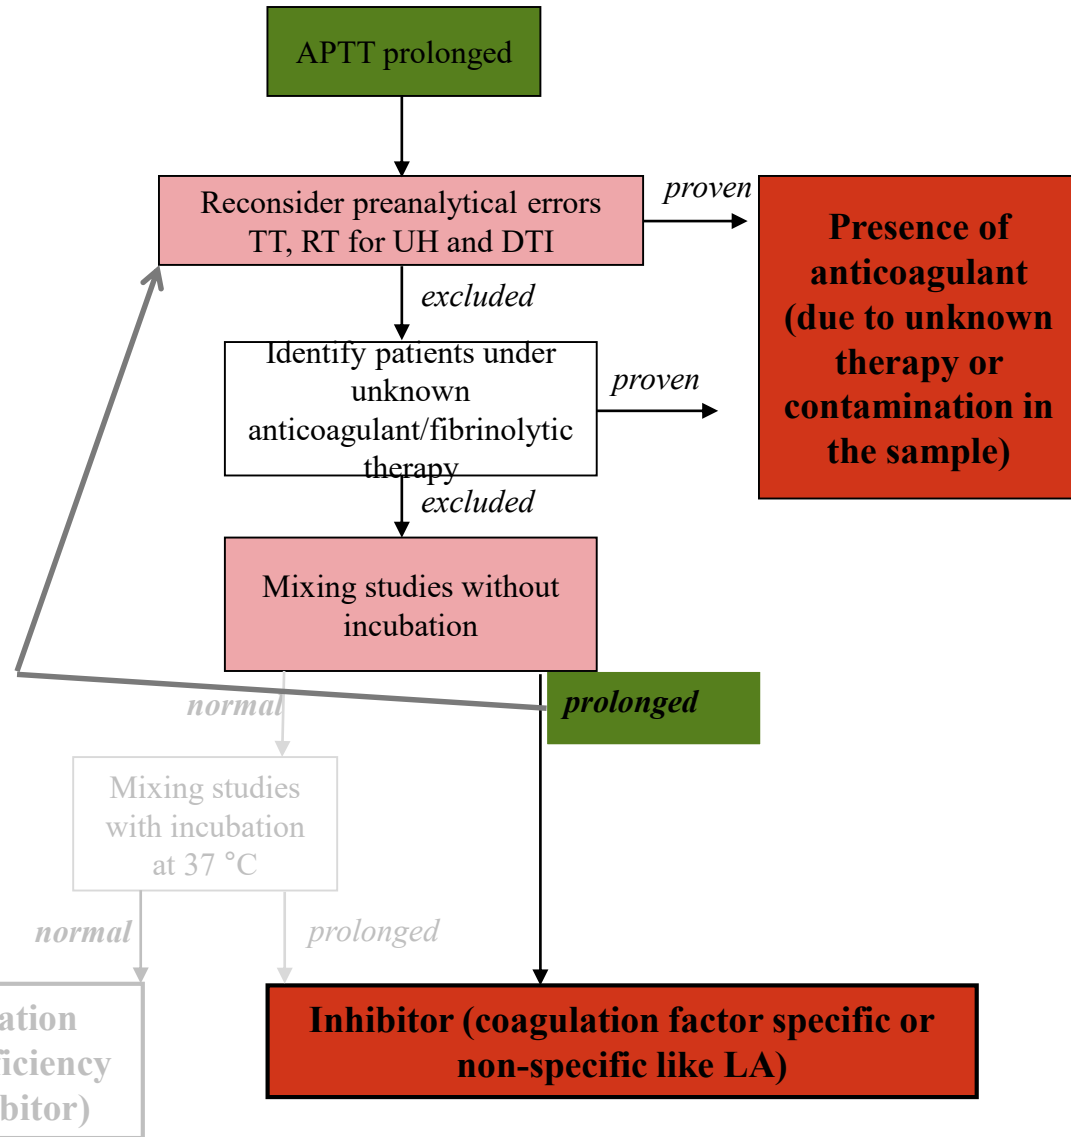 APTT prolonged
Reconsider preanalytical errors
TT, RT for UH and DTI
proven
Presence of
anticoagulant
(due to unknown
therapy or
contamination in
the sample)
excluded
Identify patients under
unknown
anticoagulant/fibrinolytic
therapy
proven
excluded
Mixing studies without
incubation
normal
prolonged
Mixing studies
with incubation
at 37 °C
normal
prolonged
ation
ficiency
bitor)
Inhibitor (coagulation factor specific or
non-specific like LA)